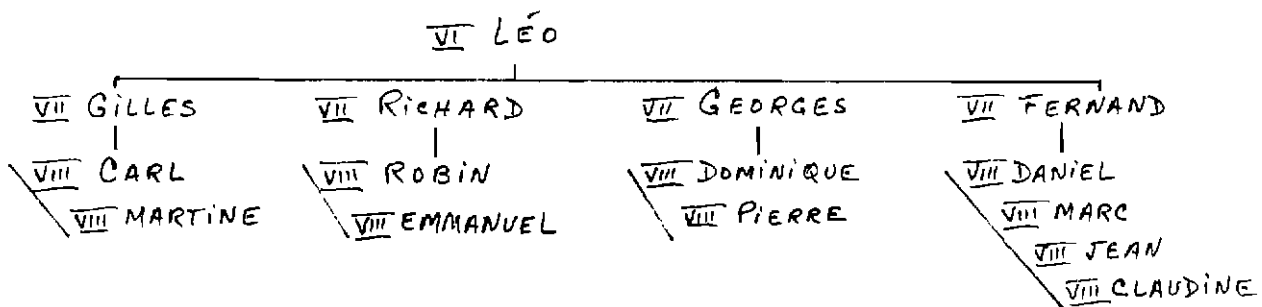 VI LÉO
VII GILLES VII RICHARD VII GEORGES VII FERNAND
VIII CARL VIII ROBIN VIII DOMINIQUE VIII DANIEL
VIII MARTINE VIII EMMANUEL VIII PIERRE VIII MARC
VIII JEAN
VIII CLAUDINE